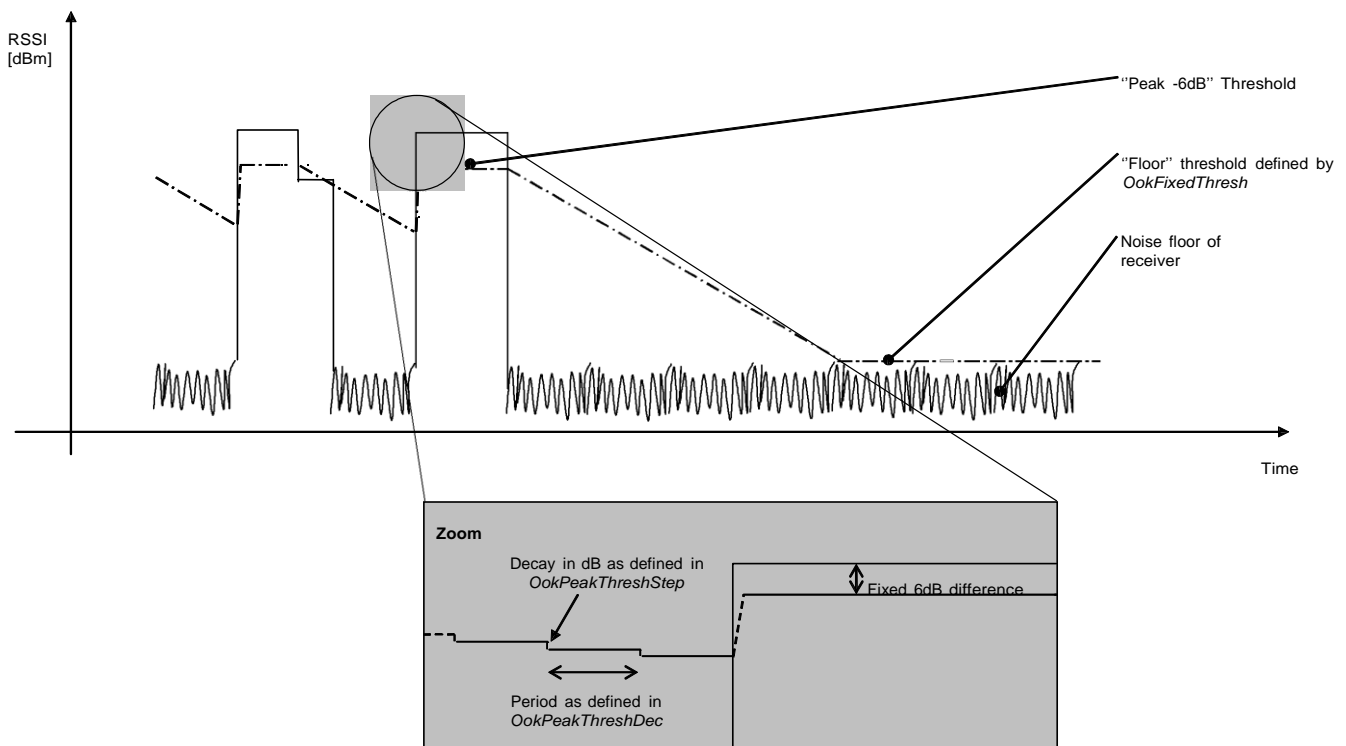 RSSI
[dBm]
‘’Peak -6dB’’ Threshold
‘’Floor’’ threshold defined by
OokFixedThresh
Noise floor of
receiver
Time
Zoom
Decay in dB as defined in
OokPeakThreshStep
Fixed 6dB difference
Period as defined in
OokPeakThreshDec